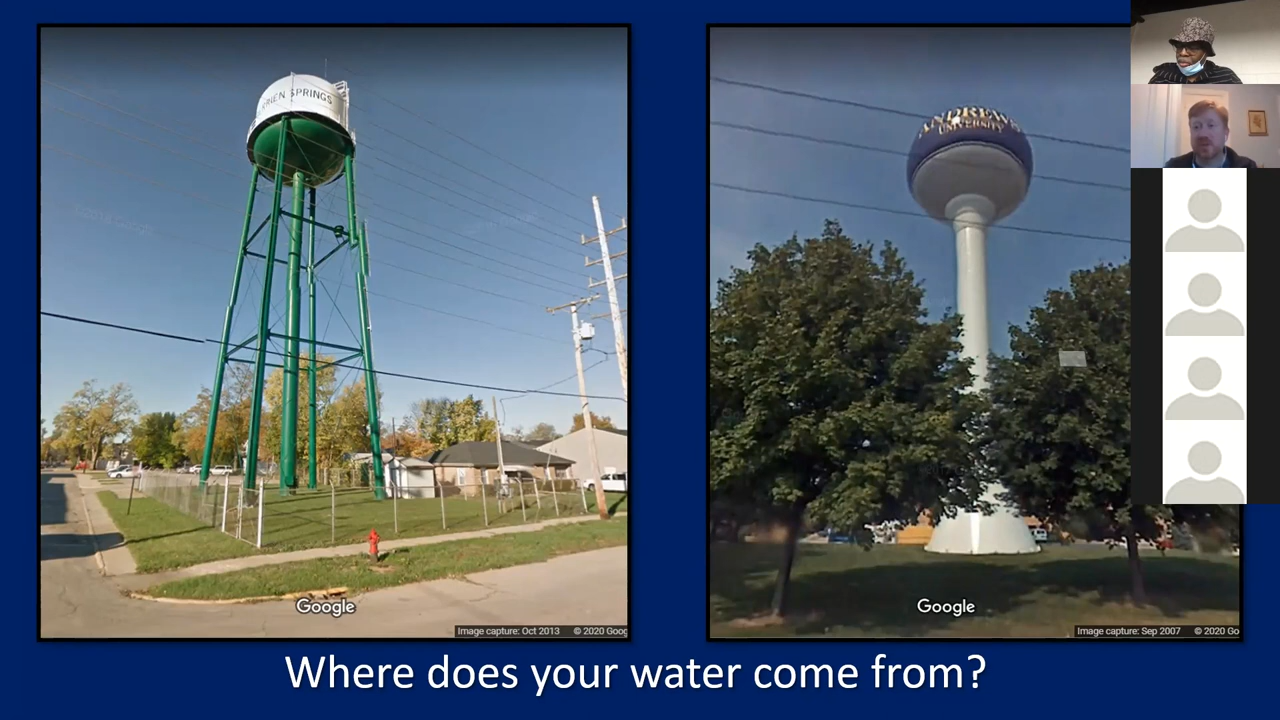 RRIEN SPRINGS
Google
Image capture: Oct 2013 © 2020 Goog
ANDREWS
UNIVERSITY
Google
Image capture: Sep 2007 © 2020 Go
Where does your water come from?